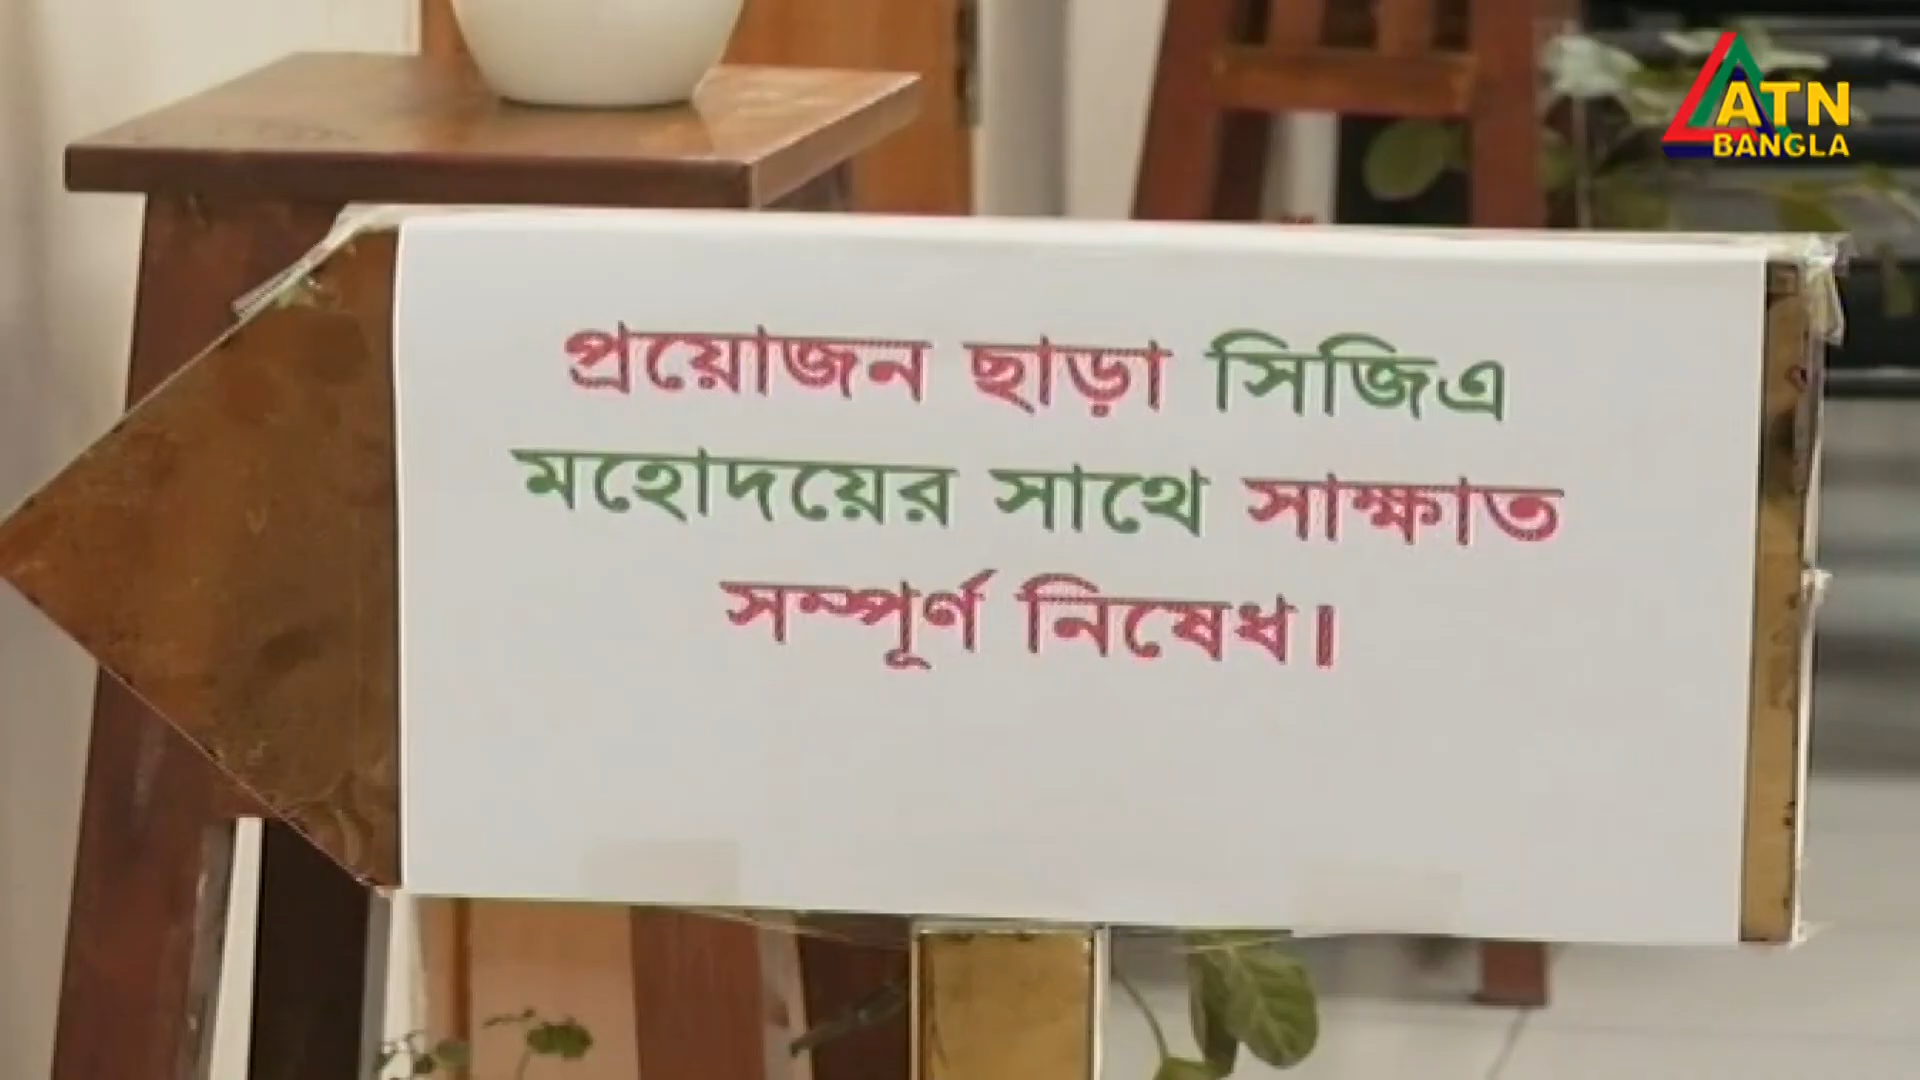 ATN
BANGLA
প্রয়োজন ছাড়া সিজিএ
মহোদয়ের সাথে সাক্ষাত
সম্পূর্ণ নিষেধ।